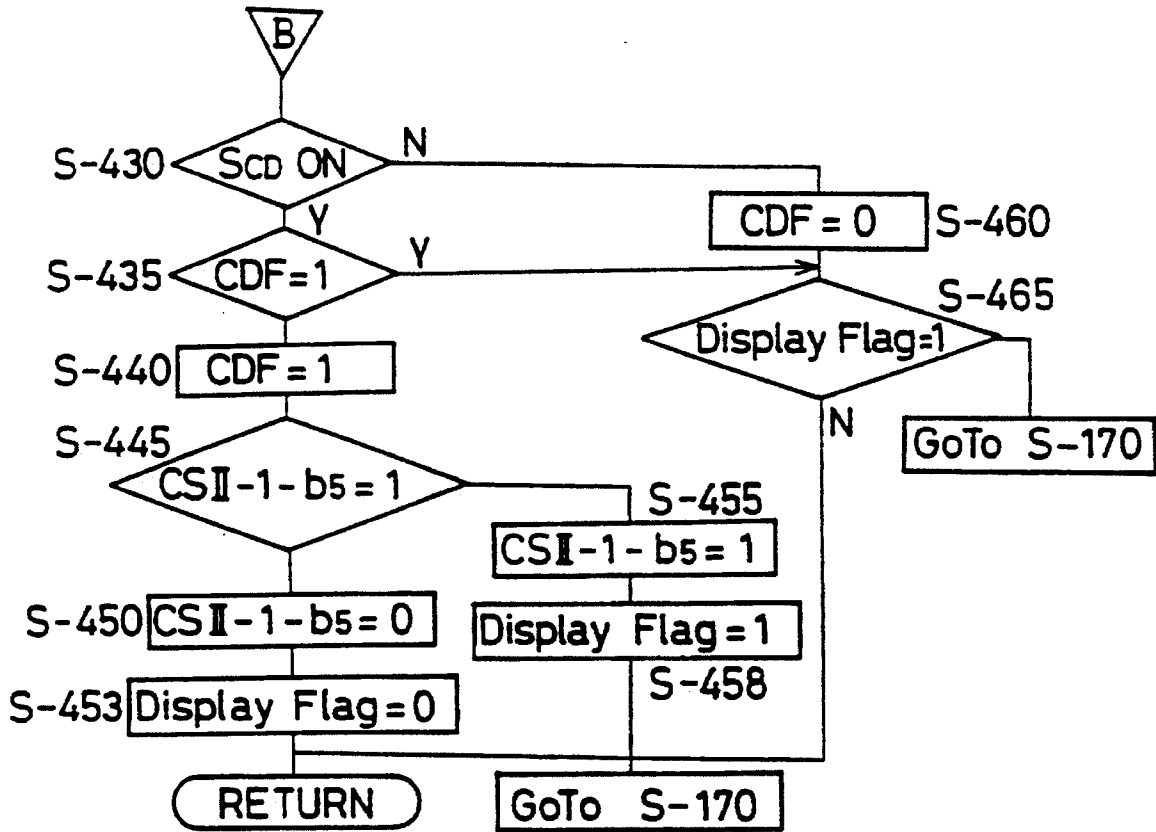 B
S-430
SCD ON
N
Y
CDF = 0
S-460
S-435
CDF=1
Y
S-465
Display Flag=1
N
GoTo S-170
S-440
CDF = 1
S-445
CSⅡ-1-b5=1
S-455
CSⅡ-1-b5=1
S-450
CSⅡ-1-b5=0
Display Flag=1
S-458
S-453
Display Flag=0
RETURN
GoTo S-170